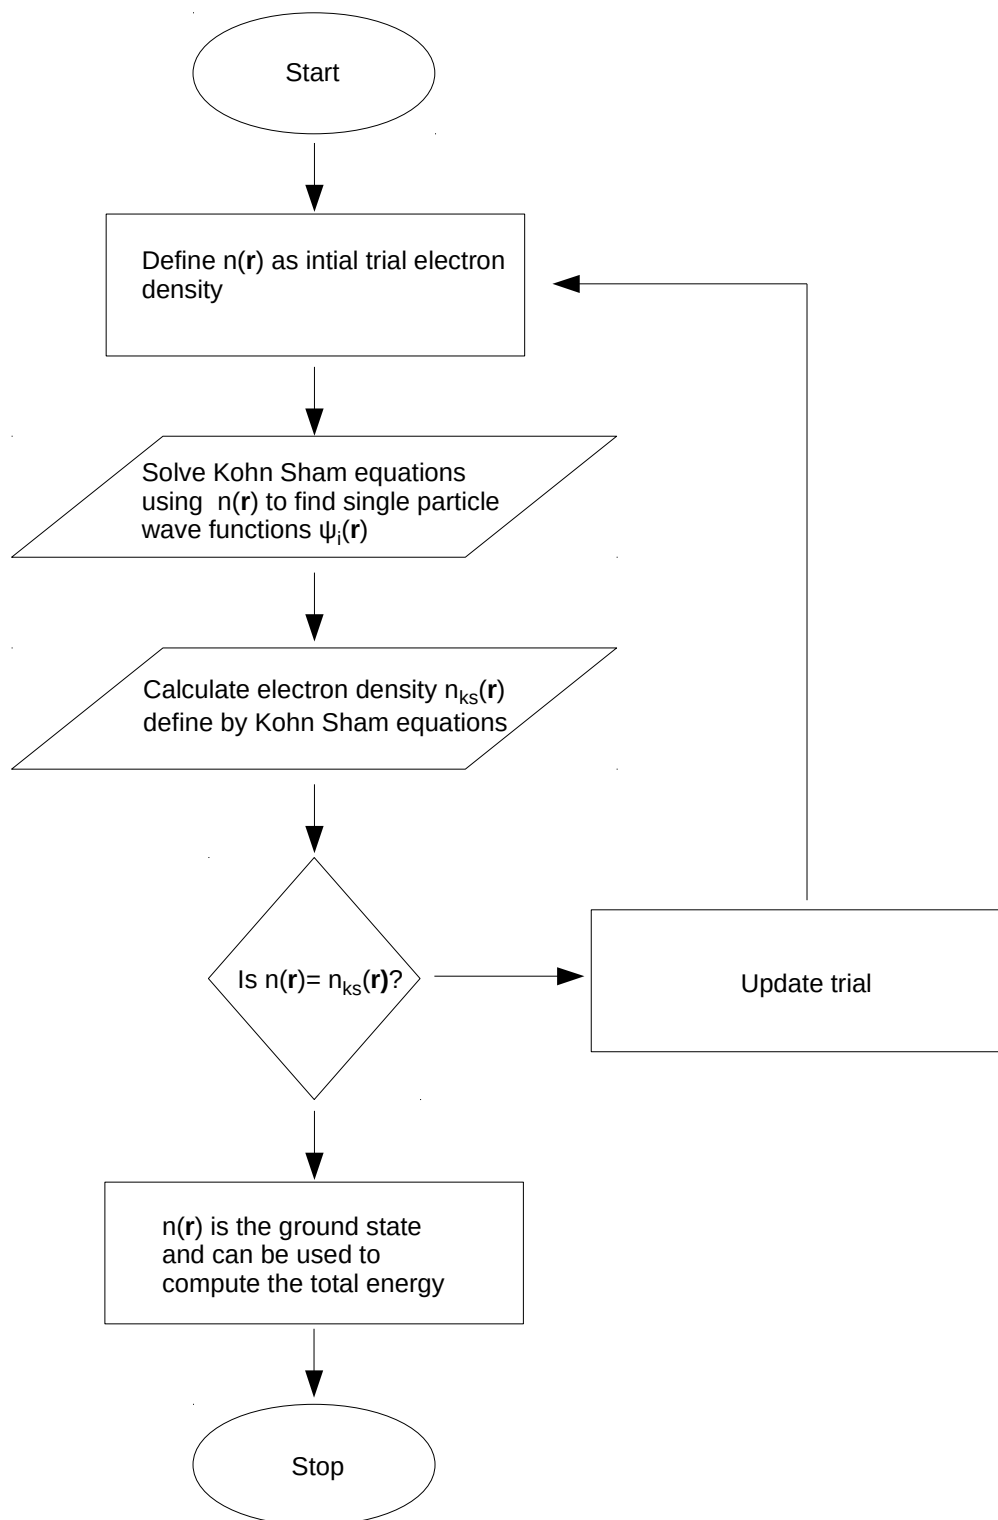 Start
Define n(r) as intial trial electron
density
Solve Kohn Sham equations
using  n(r) to find single particle
wave functions ψi(r)
Calculate electron density nks(r)
define by Kohn Sham equations
Is n(r)= nks(r)?
Update trial
n(r) is the ground state
and can be used to
compute the total energy
Stop